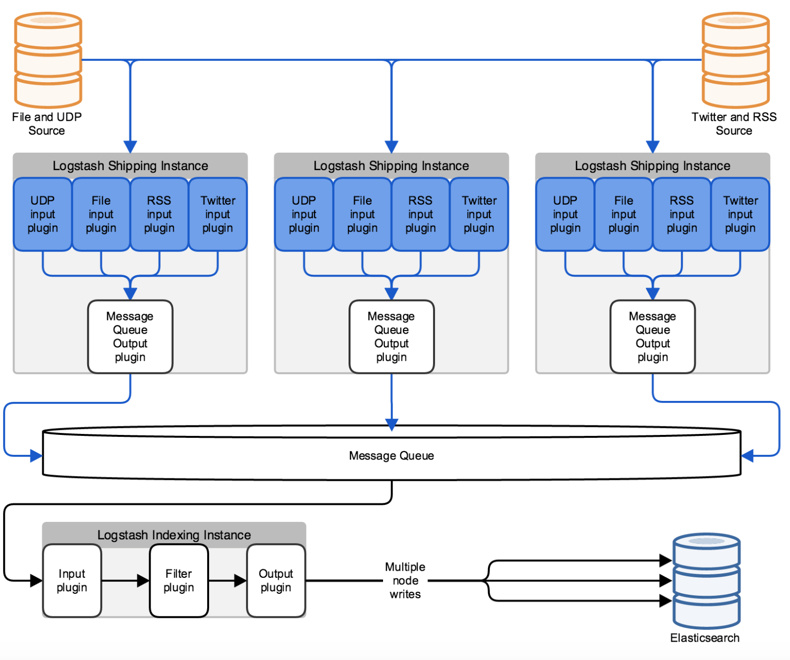 File and UDP
Source
Twitter and RSS
Source
Logstash Shipping Instance
UDP
input
plugin
File
input
plugin
RSS
input
plugin
Twitter
input
plugin
Message
Queue
Output
plugin
Logstash Shipping Instance
UDP
input
plugin
File
input
plugin
RSS
input
plugin
Twitter
input
plugin
Message
Queue
Output
plugin
Logstash Shipping Instance
UDP
input
plugin
File
input
plugin
RSS
input
plugin
Twitter
input
plugin
Message
Queue
Output
plugin
Message Queue
Logstash Indexing Instance
Input
plugin
Filter
plugin
Output
plugin
Multiple
node
writes
Elasticsearch